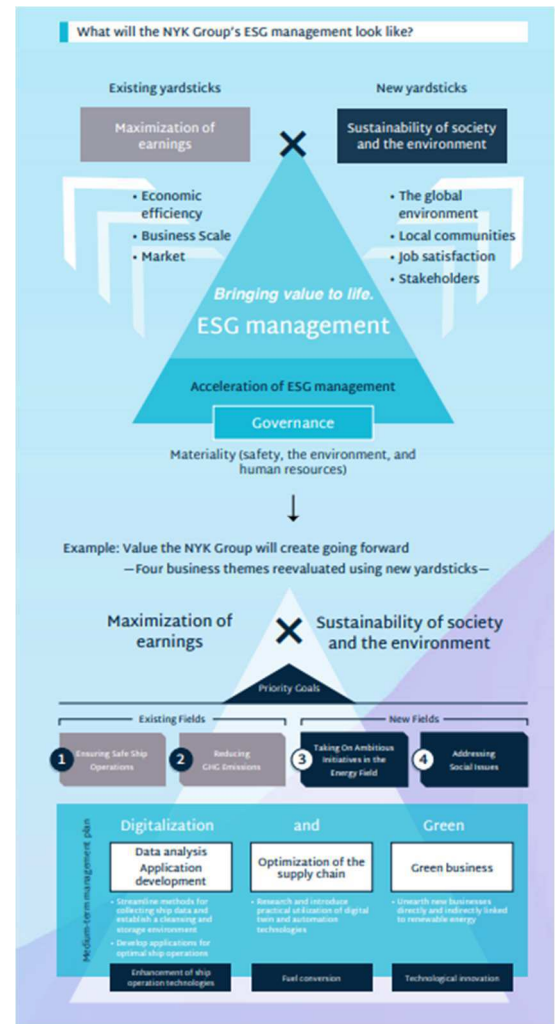 What will the NYK Group's ESG management look like?
Existing yardsticks
New yardsticks
Maximization of
earnings
×
Sustainability of society
and the environment
• Economic
efficiency
• Business Scale
• Market
• The global
environment
• Local communities
• Job satisfaction
• Stakeholders
Bringing value to life.
ESG management
Acceleration of ESG management
Governance
Materiality (safety, the environment, and
human resources)
↓
Example: Value the NYK Group will create going forward
—Four business themes reevaluated using new yardsticks—
Maximization of
earnings
×
Sustainability of society
and the environment
Priority Goals
Existing Fields
New Fields
1 Ensuring Safe Ship
Operations
2 Reducing
GHG Emissions
3 Taking On Ambitious
Initiatives in the
Energy Field
4 Addressing
Social Issues
Medium-term management plan
Digitalization and Green
Data analysis
Application
development
Optimization of the
supply chain
Green business
• Streamline methods for
collecting ship data and
establish a cleansing and
storage environment
• Develop applications for
optimal ship operations
• Research and introduce
practical utilization of digital
twin and automation
technologies
• Unearth new businesses
directly and indirectly linked
to renewable energy
Enhancement of ship
operation technologies
Fuel conversion
Technological innovation